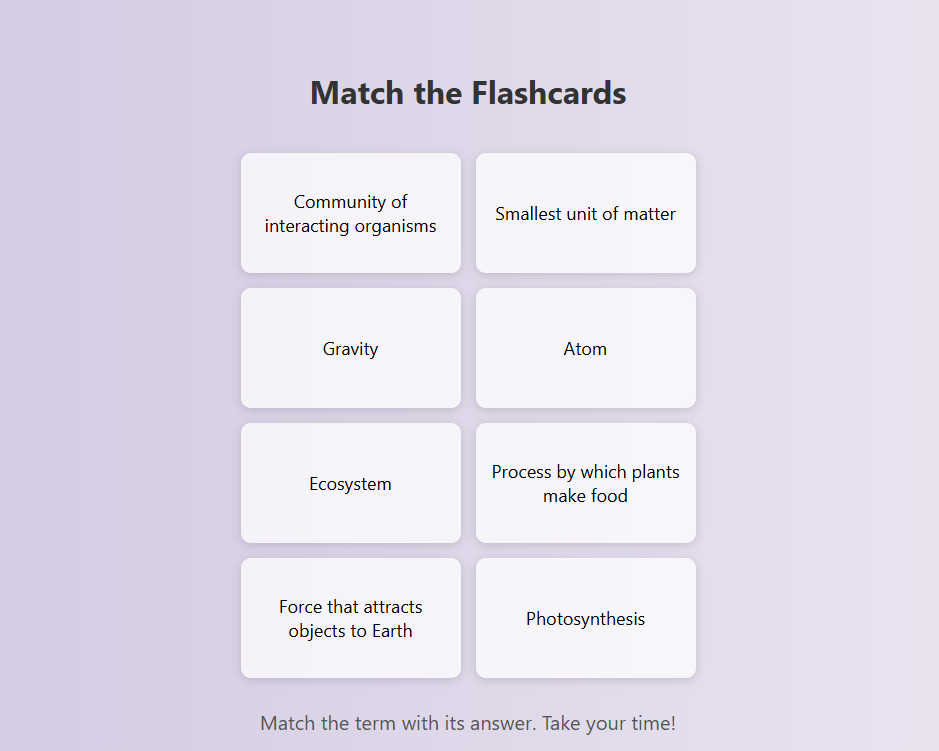 Match the Flashcards
Community of
interacting organisms
Smallest unit of matter
Gravity
Atom
Ecosystem
Process by which plants
make food
Force that attracts
objects to Earth
Photosynthesis
Match the term with its answer. Take your time!